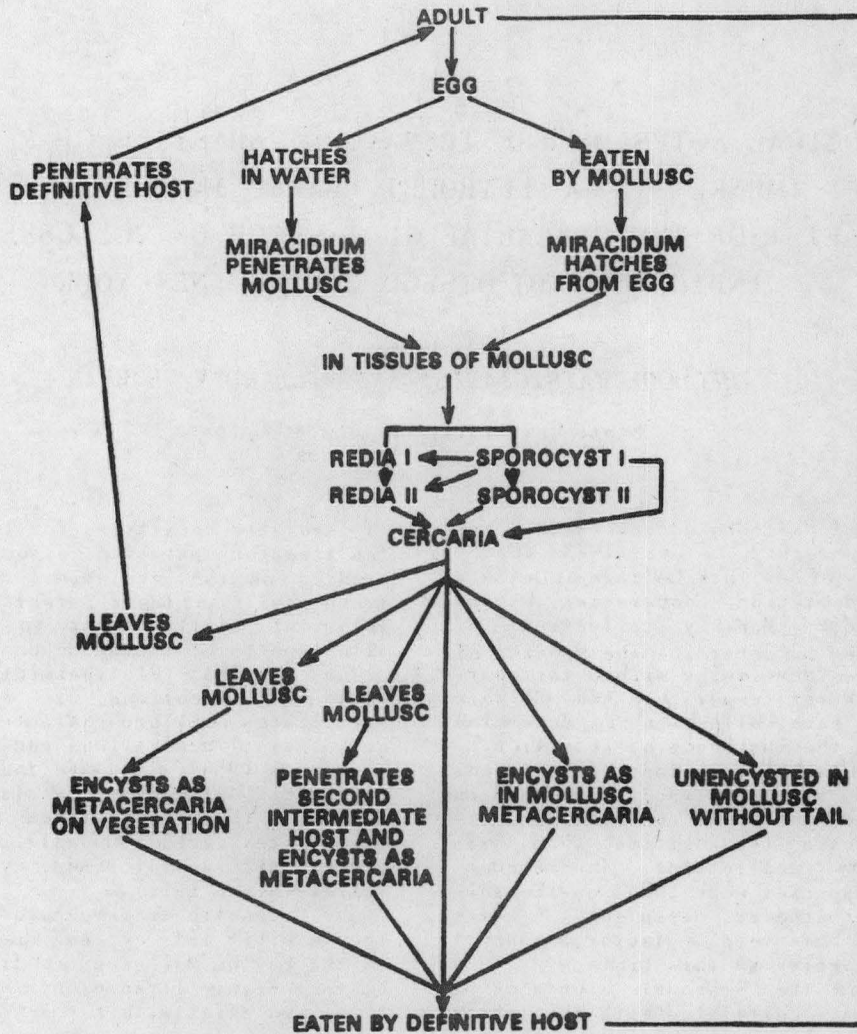 ADULT
EGG
HATCHES
IN WATER
EATEN
BY MOLLUSC
PENETRATES
DEFINITIVE HOST
MIRACIDIUM
PENETRATES
MOLLUSC
MIRACIDIUM
HATCHES
FROM EGG
IN TISSUES OF MOLLUSC
REDIA I
SPOROCYST I
REDIA II
SPOROCYST II
CERCARIA
LEAVES
MOLLUSC
LEAVES
MOLLUSC
LEAVES
MOLLUSC
ENCYSTS AS
METACERCARIA
ON VEGETATION
PENETRATES
SECOND
INTERMEDIATE
HOST AND
ENCYSTS AS
METACERCARIA
ENCYSTS AS
IN MOLLUSC
METACERCARIA
UNENCYSTED IN
MOLLUSC
WITHOUT TAIL
EATEN BY DEFINITIVE HOST